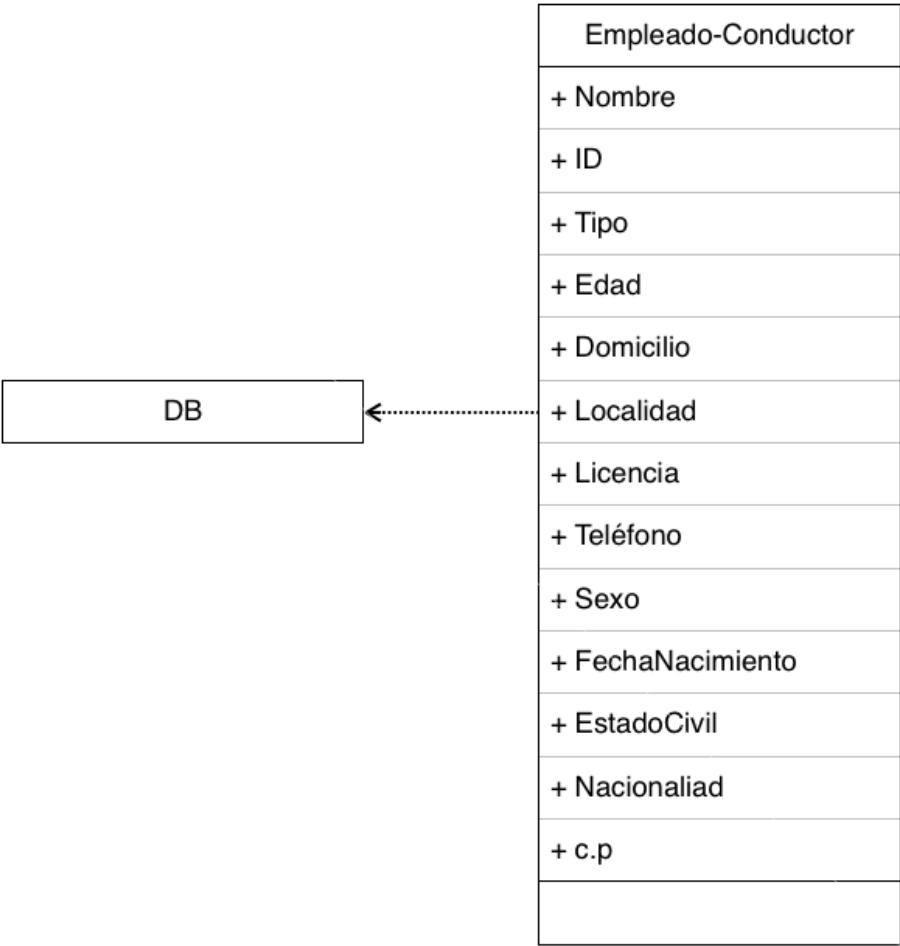 Empleado-Conductor
+ Nombre
+ ID
+ Tipo
+ Edad
+ Domicilio
DB
+ Localidad
+ Licencia
+ Teléfono
+ Sexo
+ FechaNacimiento
+ EstadoCivil
+ Nacionaliad
+ c.p